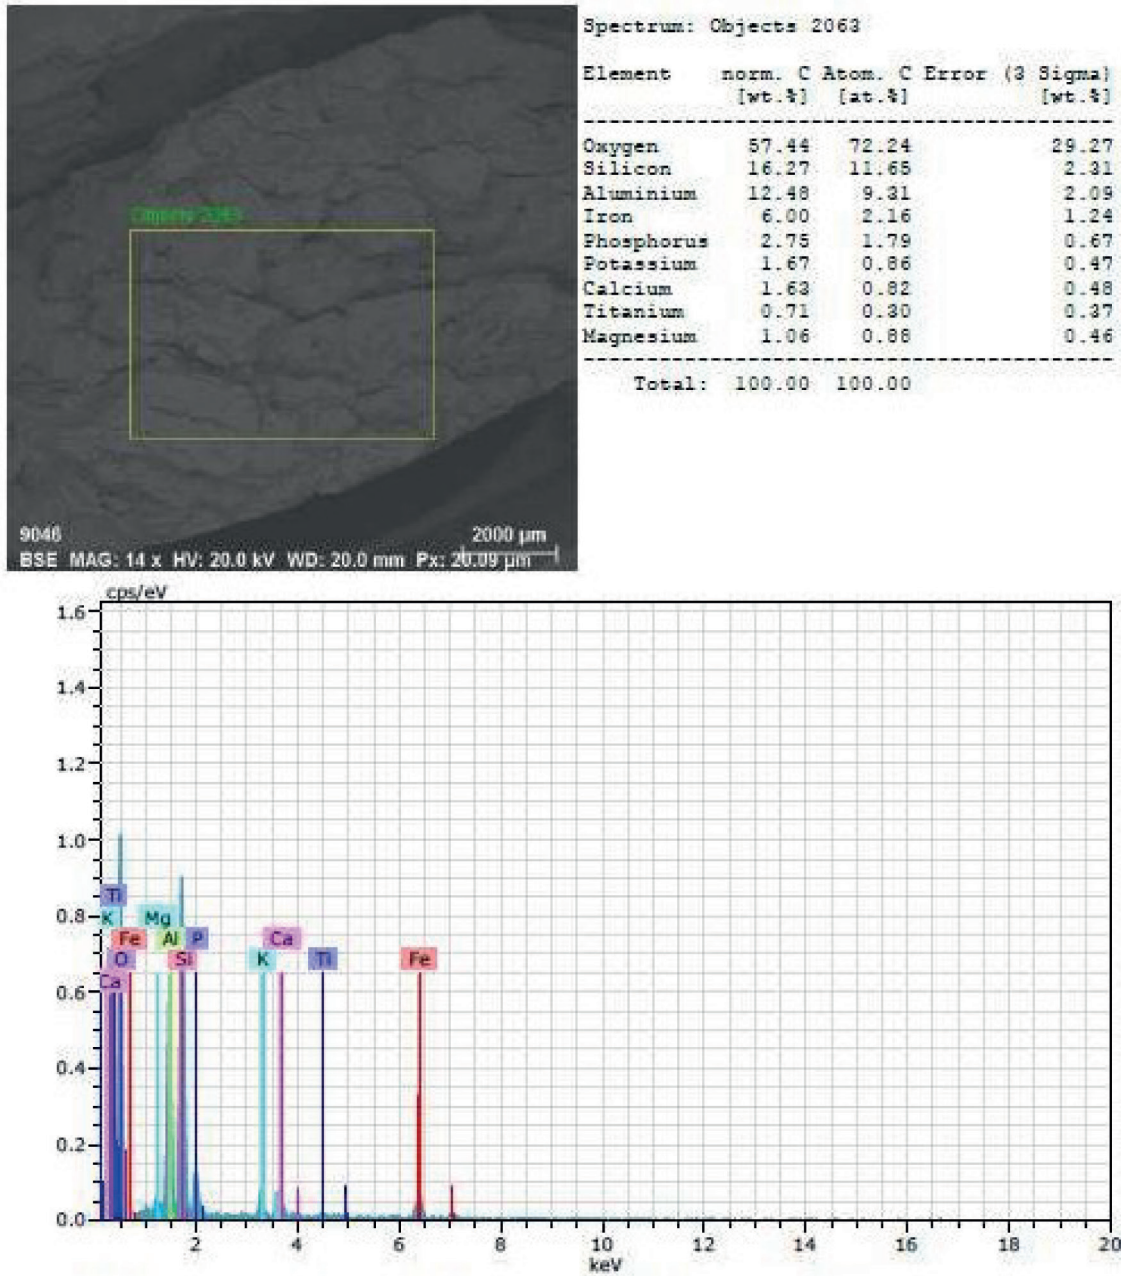 Spectrum: Objects 2063
Element norm. C Atom. C Error (3 Sigma)
[wt.%] [at.%] [wt.%]
Oxygen 57.44 72.24 29.27
Silicon 16.27 11.65 2.31
Aluminium 12.48 9.31 2.09
Iron 6.00 2.16 1.24
Phosphorus 2.75 1.79 0.67
Potassium 1.67 0.86 0.47
Calcium 1.63 0.82 0.48
Titanium 0.71 0.30 0.37
Magnesium 1.06 0.88 0.46
Total: 100.00 100.00
Objects 2063
9046
2000 µm
BSE MAG: 14 x HV: 20.0 kV WD: 20.0 mm Px: 20.09 µm
cps/eV
1.6
1.4
1.2
1.0
0.8
0.6
0.4
0.2
0.0
Ti
K Mg
Fe Al P Ca
O Si K Ti Fe
Ca
2 4 6 8 10 12 14 16 18 20
keV